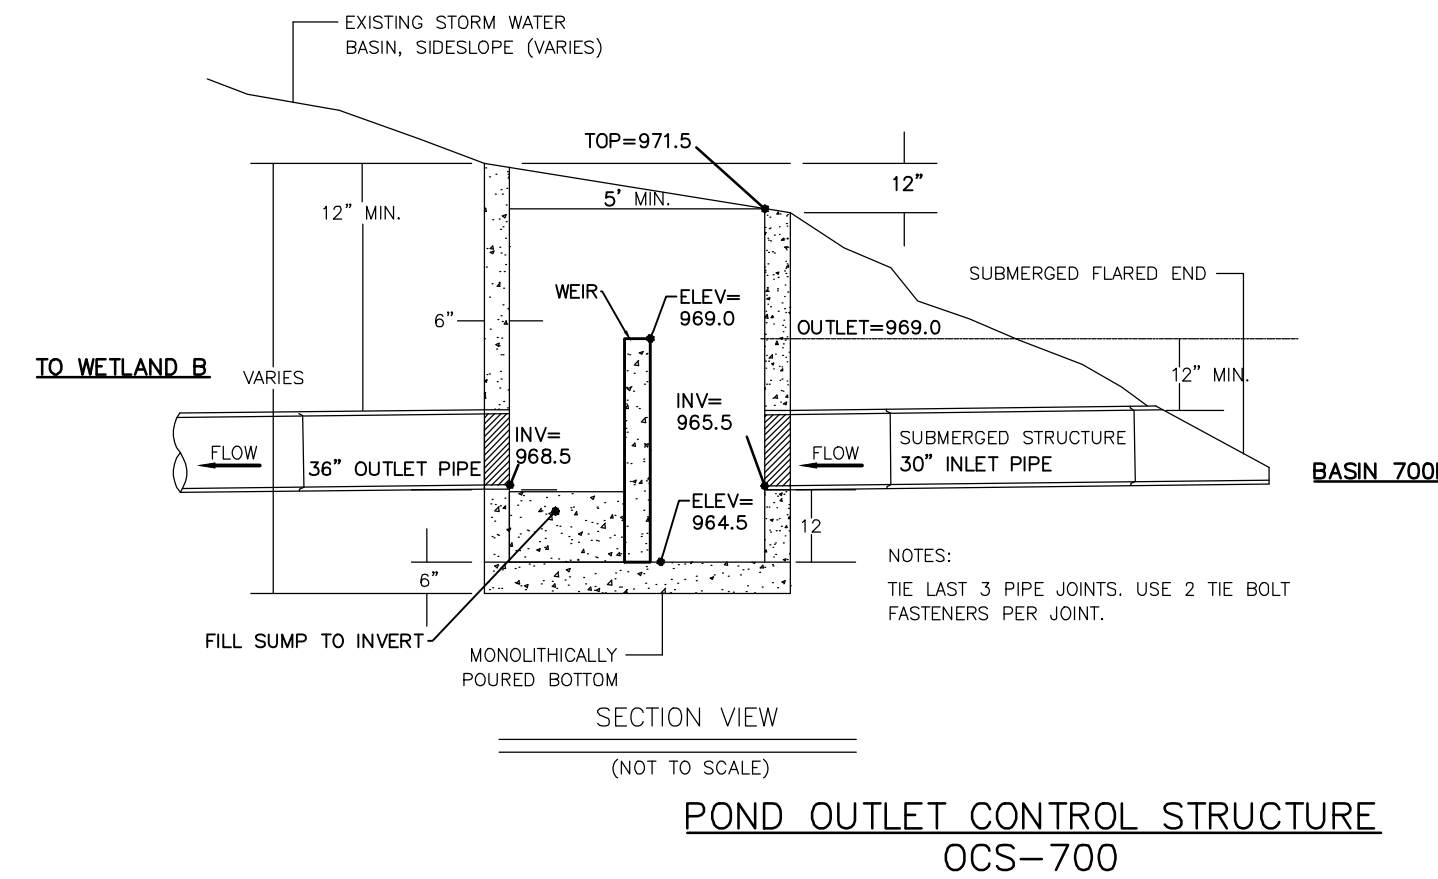 EXISTING STORM WATER
BASIN, SIDESLOPE (VARIES)
TOP=971.5
12"
12" MIN.
5' MIN.
SUBMERGED FLARED END
WEIR
ELEV=
969.0
6"
OUTLET=969.0
TO WETLAND B
VARIES
12" MIN.
INV=
965.5
INV=
968.5
FLOW
36" OUTLET PIPE
FLOW
SUBMERGED STRUCTURE
30" INLET PIPE
BASIN 700
ELEV=
964.5
12
6"
NOTES:
TIE LAST 3 PIPE JOINTS. USE 2 TIE BOLT
FASTENERS PER JOINT.
FILL SUMP TO INVERT
MONOLITHICALLY
POURED BOTTOM
SECTION VIEW
(NOT TO SCALE)
POND OUTLET CONTROL STRUCTURE
OCS-700